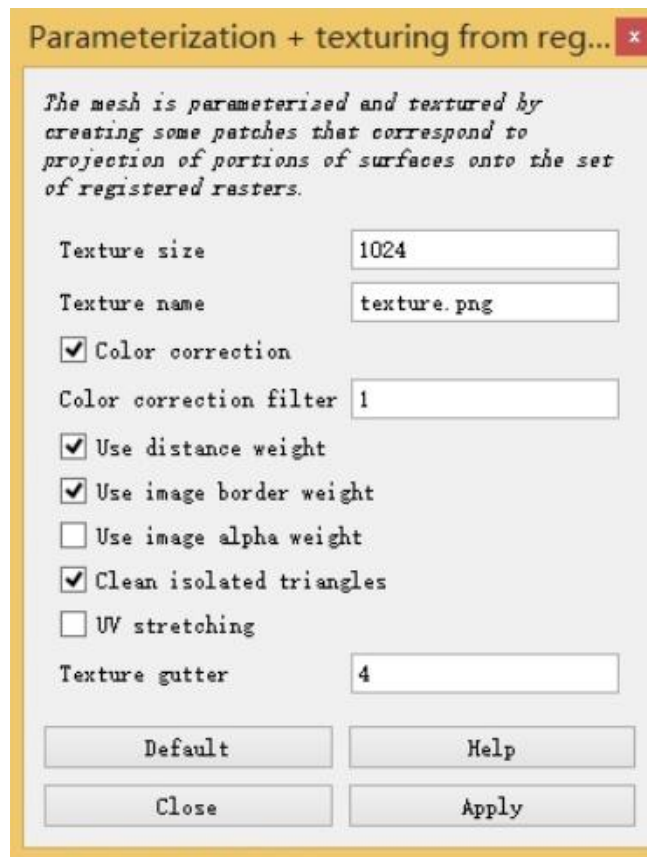 Parameterization + texturing from reg... x
The mesh is parameterized and textured by
creating some patches that correspond to
projection of portions of surfaces onto the set
of registered rasters.
Texture size 1024
Texture name texture.png
Color correction
Color correction filter 1
Use distance weight
Use image border weight
Use image alpha weight
Clean isolated triangles
UV stretching
Texture gutter 4
Default Help
Close Apply